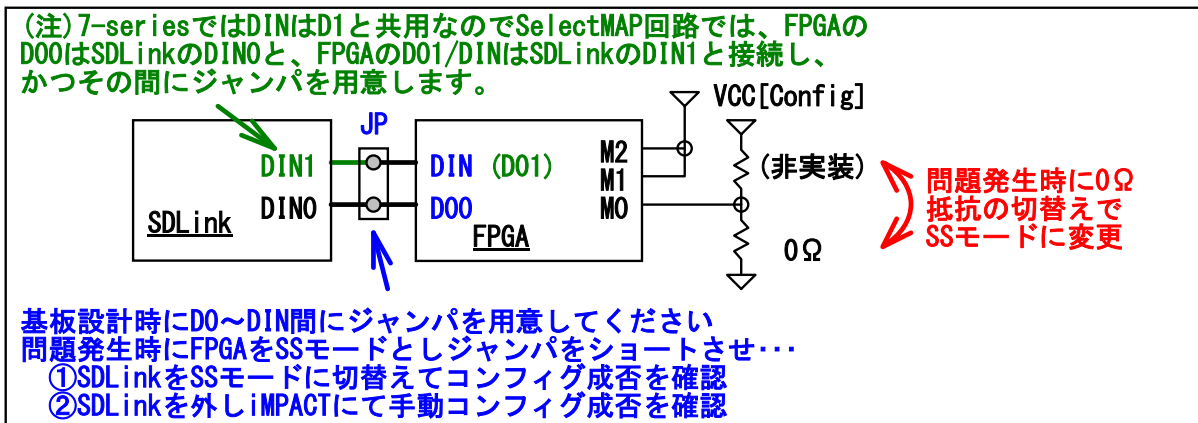 (注)7-seriesではDINはD1と共用なのでSelectMAP回路では、FPGAの
D00はSDLinkのDIN0と、FPGAのD01/DINはSDLinkのDIN1と接続し、
かつその間にジャンパを用意します。
VCC[Config]
JP
DIN1
DIN (D01)
M2
(非実装)
M1
DIN0
D00
M0
SDLink
FPGA
0Ω
問題発生時に0Ω
抵抗の切替えで
SSモードに変更
基板設計時にD0～DIN間にジャンパを用意してください
問題発生時にFPGAをSSモードとしジャンパをショートさせ･･･
①SDLinkをSSモードに切替えてコンフィグ成否を確認
②SDLinkを外しiMPACTにて手動コンフィグ成否を確認